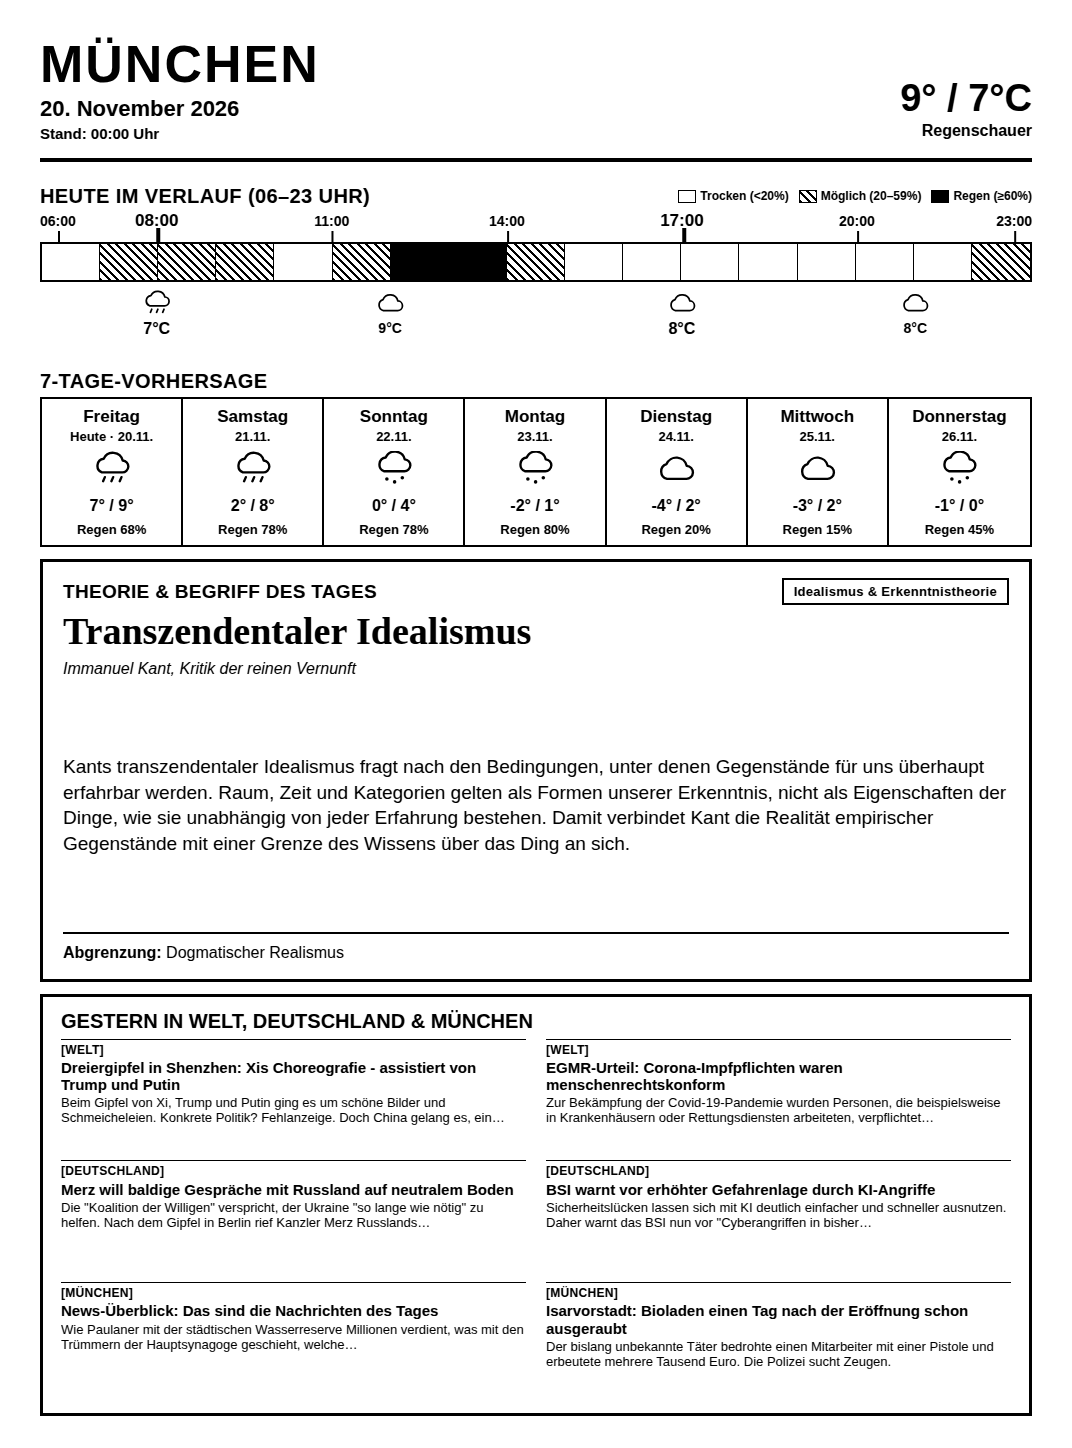 MÜNCHEN
20. November 2026
Stand: 00:00 Uhr
9° / 7°C
Regenschauer
HEUTE IM VERLAUF (06–23 UHR)
Trocken (<20%) Möglich (20–59%) Regen (≥60%)
06:00 08:00 11:00 14:00 17:00 20:00 23:00
7°C 9°C 8°C 8°C
7-TAGE-VORHERSAGE
Freitag Samstag Sonntag Montag Dienstag Mittwoch Donnerstag
Heute · 20.11. 21.11. 22.11. 23.11. 24.11. 25.11. 26.11.
7° / 9° 2° / 8° 0° / 4° -2° / 1° -4° / 2° -3° / 2° -1° / 0°
Regen 68% Regen 78% Regen 78% Regen 80% Regen 20% Regen 15% Regen 45%
THEORIE & BEGRIFF DES TAGES
Idealismus & Erkenntnistheorie
Transzendentaler Idealismus
Immanuel Kant, Kritik der reinen Vernunft
Kants transzendentaler Idealismus fragt nach den Bedingungen, unter denen Gegenstände für uns überhaupt
erfahrbar werden. Raum, Zeit und Kategorien gelten als Formen unserer Erkenntnis, nicht als Eigenschaften der
Dinge, wie sie unabhängig von jeder Erfahrung bestehen. Damit verbindet Kant die Realität empirischer
Gegenstände mit einer Grenze des Wissens über das Ding an sich.
Abgrenzung: Dogmatischer Realismus
GESTERN IN WELT, DEUTSCHLAND & MÜNCHEN
[WELT]
Dreiergipfel in Shenzhen: Xis Choreografie - assistiert von
Trump und Putin
Beim Gipfel von Xi, Trump und Putin ging es um schöne Bilder und
Schmeicheleien. Konkrete Politik? Fehlanzeige. Doch China gelang es, ein…
[WELT]
EGMR-Urteil: Corona-Impfpflichten waren
menschenrechtskonform
Zur Bekämpfung der Covid-19-Pandemie wurden Personen, die beispielsweise
in Krankenhäusern oder Rettungsdiensten arbeiteten, verpflichtet…
[DEUTSCHLAND]
Merz will baldige Gespräche mit Russland auf neutralem Boden
Die "Koalition der Willigen" verspricht, der Ukraine "so lange wie nötig" zu
helfen. Nach dem Gipfel in Berlin rief Kanzler Merz Russlands…
[DEUTSCHLAND]
BSI warnt vor erhöhter Gefahrenlage durch KI-Angriffe
Sicherheitslücken lassen sich mit KI deutlich einfacher und schneller ausnutzen.
Daher warnt das BSI nun vor "Cyberangriffen in bisher…
[MÜNCHEN]
News-Überblick: Das sind die Nachrichten des Tages
Wie Paulaner mit der städtischen Wasserreserve Millionen verdient, was mit den
Trümmern der Hauptsynagoge geschieht, welche…
[MÜNCHEN]
Isarvorstadt: Bioladen einen Tag nach der Eröffnung schon
ausgeraubt
Der bislang unbekannte Täter bedrohte einen Mitarbeiter mit einer Pistole und
erbeutete mehrere Tausend Euro. Die Polizei sucht Zeugen.